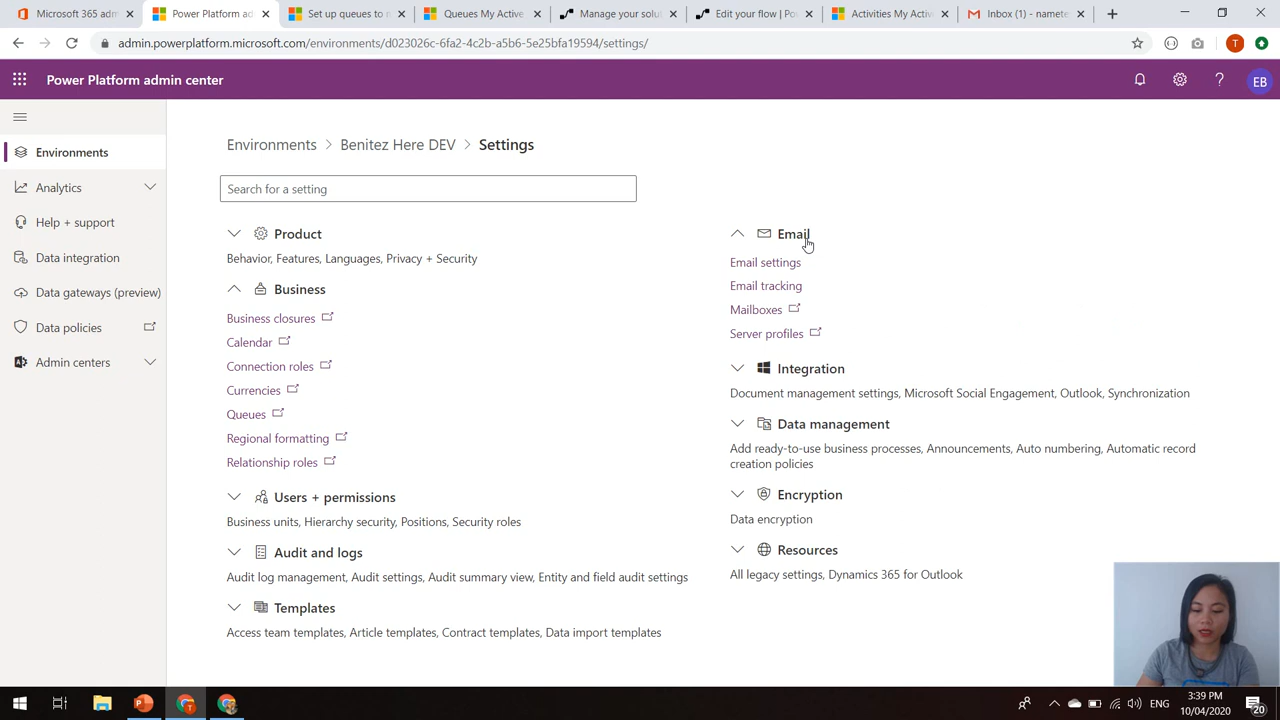 Microsoft 365 adm
Power Platform ad
Set up queues to m
Queues My Active
Manage your solu
Edit your flow | Po
Activities My Activ
Inbox (1) - namete
admin.powerplatform.microsoft.com/environments/d023026c-6fa2-4c2b-a5b6-5e25bfa19594/settings/
T
Power Platform admin center
EB
Environments
Analytics
Help + support
Data integration
Data gateways (preview)
Data policies
Admin centers
Environments > Benitez Here DEV > Settings
Search for a setting
Product
Behavior, Features, Languages, Privacy + Security
Business
Business closures
Calendar
Connection roles
Currencies
Queues
Regional formatting
Relationship roles
Users + permissions
Business units, Hierarchy security, Positions, Security roles
Audit and logs
Audit log management, Audit settings, Audit summary view, Entity and field audit settings
Templates
Access team templates, Article templates, Contract templates, Data import templates
Email
Email settings
Email tracking
Mailboxes
Server profiles
Integration
Document management settings, Microsoft Social Engagement, Outlook, Synchronization
Data management
Add ready-to-use business processes, Announcements, Auto numbering, Automatic record
creation policies
Encryption
Data encryption
Resources
All legacy settings, Dynamics 365 for Outlook
ENG
3:39 PM
10/04/2020
20